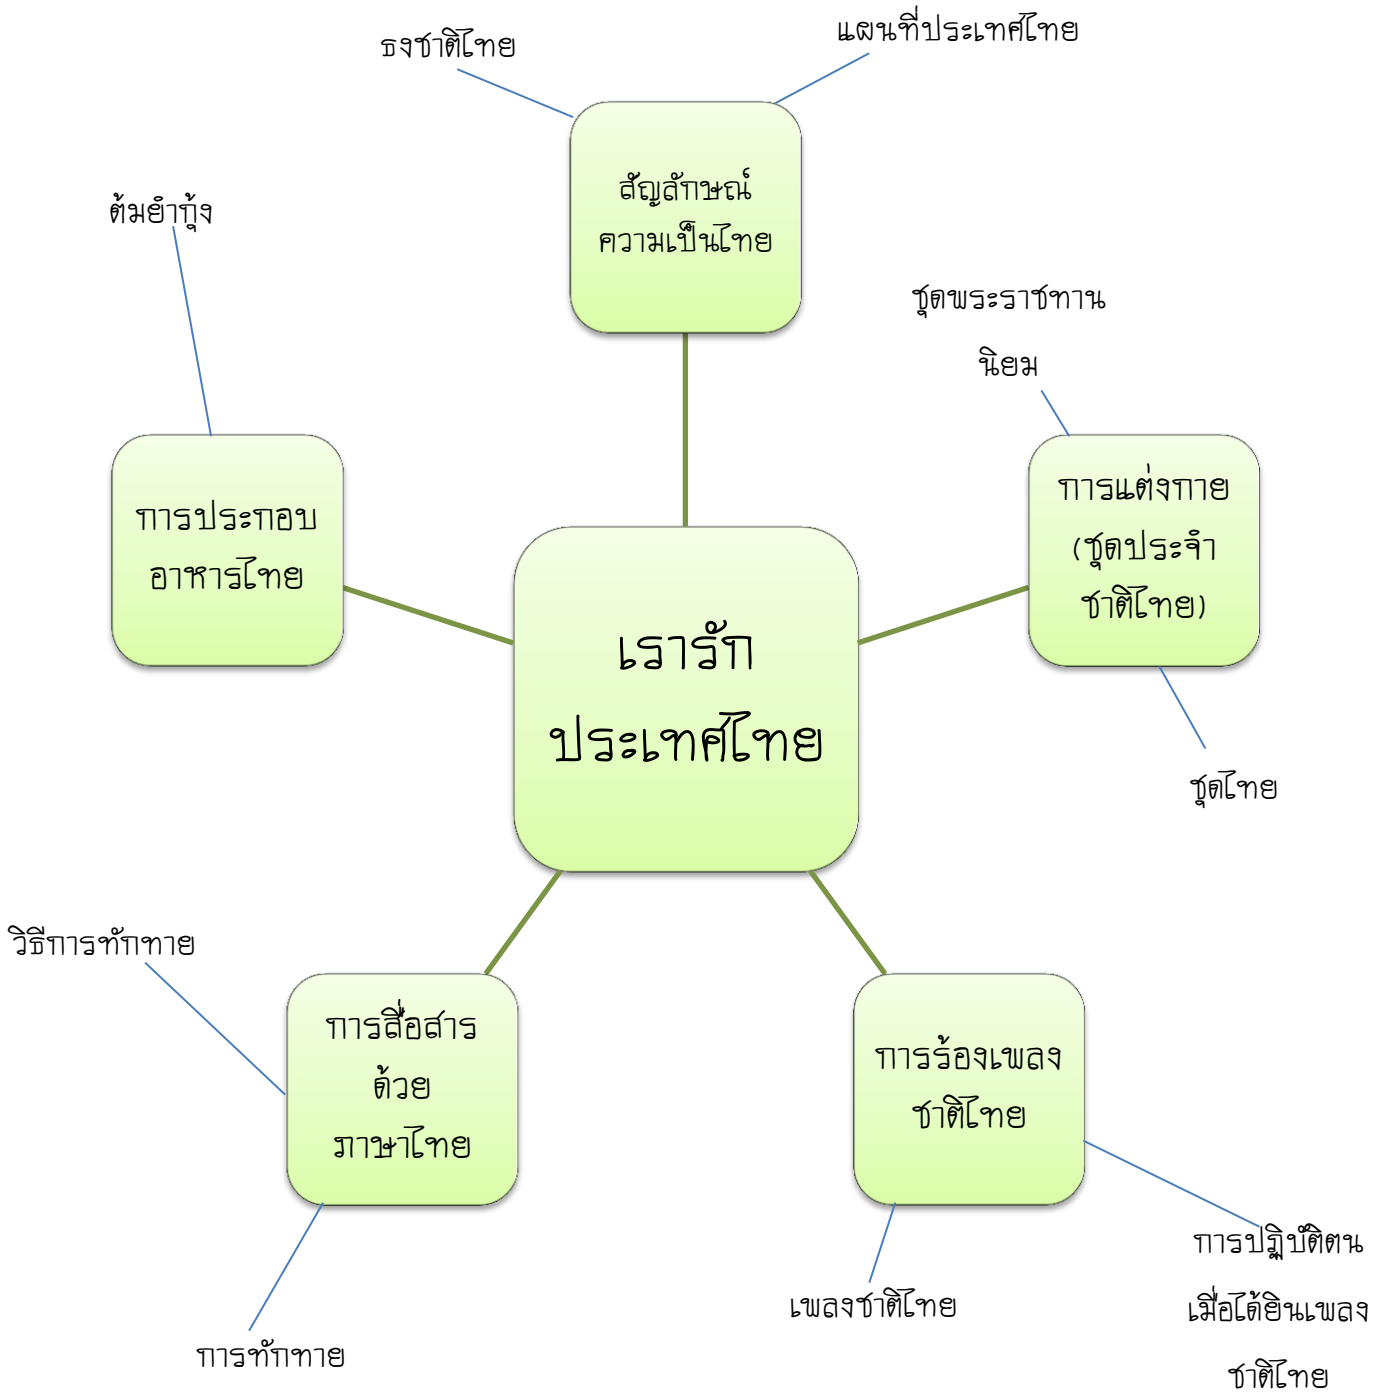 ธงชาติไทย
แผนที่ประเทศไทย
สัญลักษณ์
ความเป็นไทย
ต้มยำกุ้ง
ชุดพระราชทาน
นิยม
การประกอบ
อาหารไทย
การแต่งกาย
(ชุดประจำ
ชาติไทย)
เรารัก
ประเทศไทย
ชุดไทย
วิธีการทักทาย
การสื่อสาร
ด้วย
ภาษาไทย
การร้องเพลง
ชาติไทย
การทักทาย
เพลงชาติไทย
การปฏิบัติตน
เมื่อได้ยินเพลง
ชาติไทย